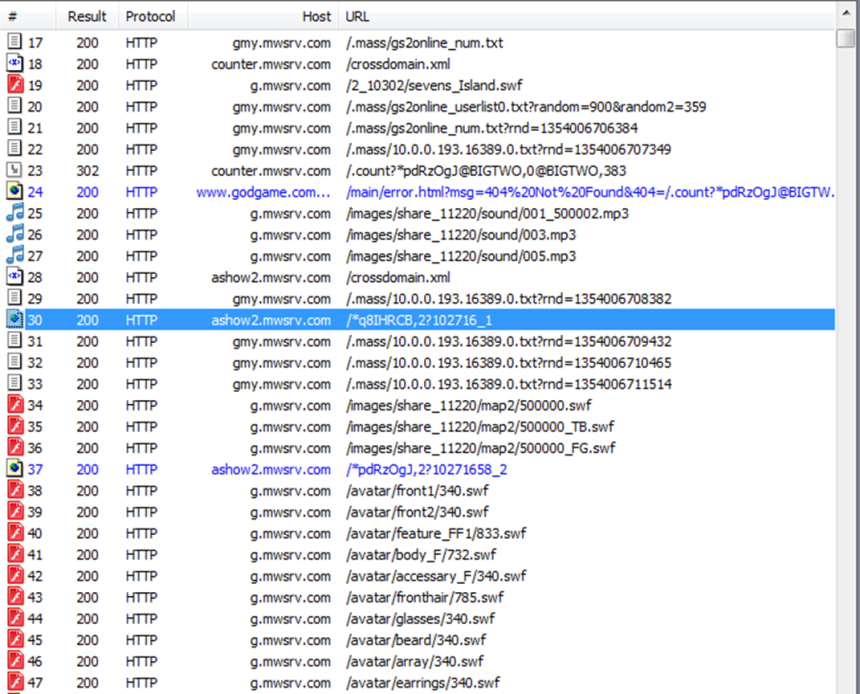 # Result Protocol Host URL
17 200 HTTP gmy.mwsrv.com /.mass/gs2online_num.txt
18 200 HTTP counter.mwsrv.com /crossdomain.xml
19 200 HTTP g.mwsrv.com /2_10302/sevens_Island.swf
20 200 HTTP gmy.mwsrv.com /.mass/gs2online_userlist0.txt?random=900&random2=359
21 200 HTTP gmy.mwsrv.com /.mass/gs2online_num.txt?rnd=1354006706384
22 200 HTTP gmy.mwsrv.com /.mass/10.0.0.193.16389.0.txt?rnd=1354006707349
23 302 HTTP counter.mwsrv.com /.count?*pdRzOgJ@BIGTWO,0@BIGTWO,383
24 200 HTTP www.godgame.com... /main/error.html?msg=404%20Not%20Found&404=/.count?*pdRzOgJ@BIGTW.
25 200 HTTP g.mwsrv.com /images/share_11220/sound/001_500002.mp3
26 200 HTTP g.mwsrv.com /images/share_11220/sound/003.mp3
27 200 HTTP g.mwsrv.com /images/share_11220/sound/005.mp3
28 200 HTTP ashow2.mwsrv.com /crossdomain.xml
29 200 HTTP gmy.mwsrv.com /.mass/10.0.0.193.16389.0.txt?rnd=1354006708382
30 200 HTTP ashow2.mwsrv.com /*q8IHRCB,2?102716_1
31 200 HTTP gmy.mwsrv.com /.mass/10.0.0.193.16389.0.txt?rnd=1354006709432
32 200 HTTP gmy.mwsrv.com /.mass/10.0.0.193.16389.0.txt?rnd=1354006710465
33 200 HTTP gmy.mwsrv.com /.mass/10.0.0.193.16389.0.txt?rnd=1354006711514
34 200 HTTP g.mwsrv.com /images/share_11220/map2/500000.swf
35 200 HTTP g.mwsrv.com /images/share_11220/map2/500000_TB.swf
36 200 HTTP g.mwsrv.com /images/share_11220/map2/500000_FG.swf
37 200 HTTP ashow2.mwsrv.com /*pdRzOgJ,2?10271658_2
38 200 HTTP g.mwsrv.com /avatar/front1/340.swf
39 200 HTTP g.mwsrv.com /avatar/front2/340.swf
40 200 HTTP g.mwsrv.com /avatar/feature_FF1/833.swf
41 200 HTTP g.mwsrv.com /avatar/body_F/732.swf
42 200 HTTP g.mwsrv.com /avatar/accessary_F/340.swf
43 200 HTTP g.mwsrv.com /avatar/fronthair/785.swf
44 200 HTTP g.mwsrv.com /avatar/glasses/340.swf
45 200 HTTP g.mwsrv.com /avatar/beard/340.swf
46 200 HTTP g.mwsrv.com /avatar/array/340.swf
47 200 HTTP g.mwsrv.com /avatar/earrings/340.swf